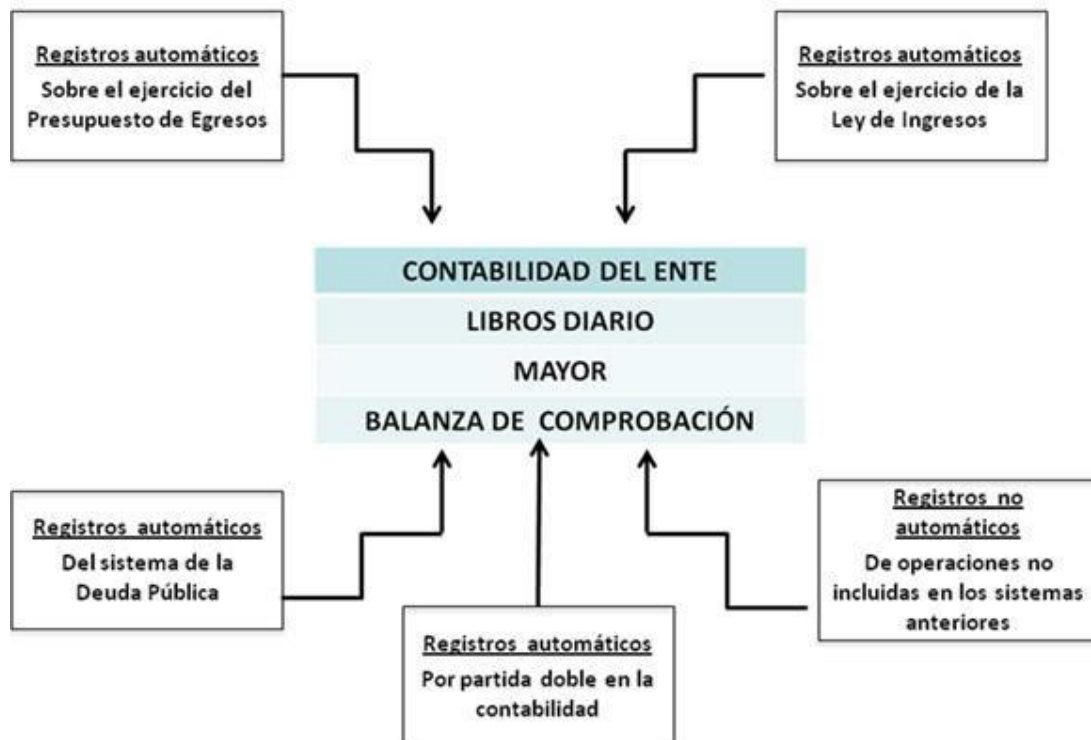 Registros automáticos
Sobre el ejercicio del
Presupuesto de Egresos
Registros automáticos
Sobre el ejercicio de la
Ley de Ingresos
CONTABILIDAD DEL ENTE
LIBROS DIARIO
MAYOR
BALANZA DE COMPROBACIÓN
Registros automáticos
Del sistema de la
Deuda Pública
Registros automáticos
Por partida doble en la
contabilidad
Registros no
automáticos
De operaciones no
incluidas en los sistemas
anteriores